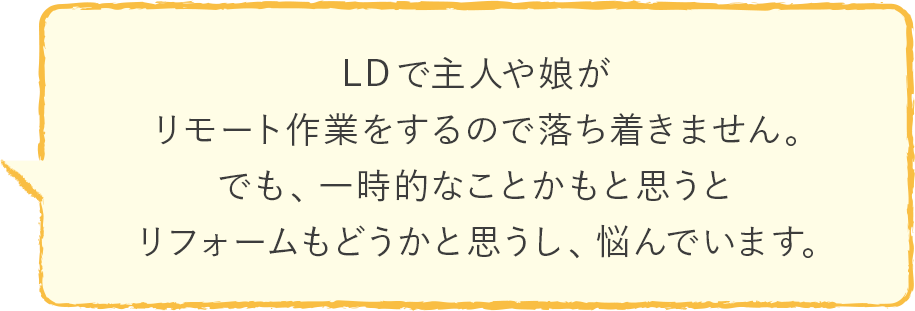 LDで主人や娘が
リモート作業をするので落ち着きません。
でも、一時的なことかもと思うと
リフォームもどうかと思うし、悩んでいます。